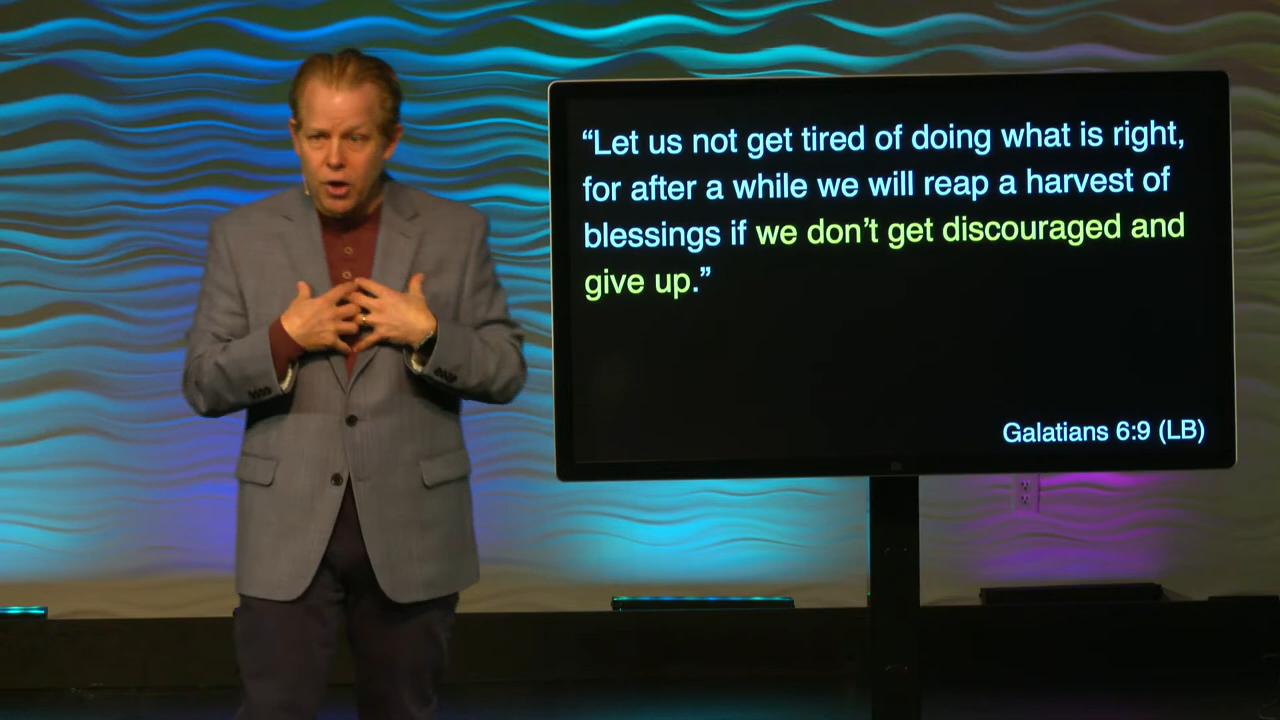 “Let us not get tired of doing what is right,
for after a while we will reap a harvest of
blessings if we don’t get discouraged and
give up.”
Galatians 6:9 (LB)